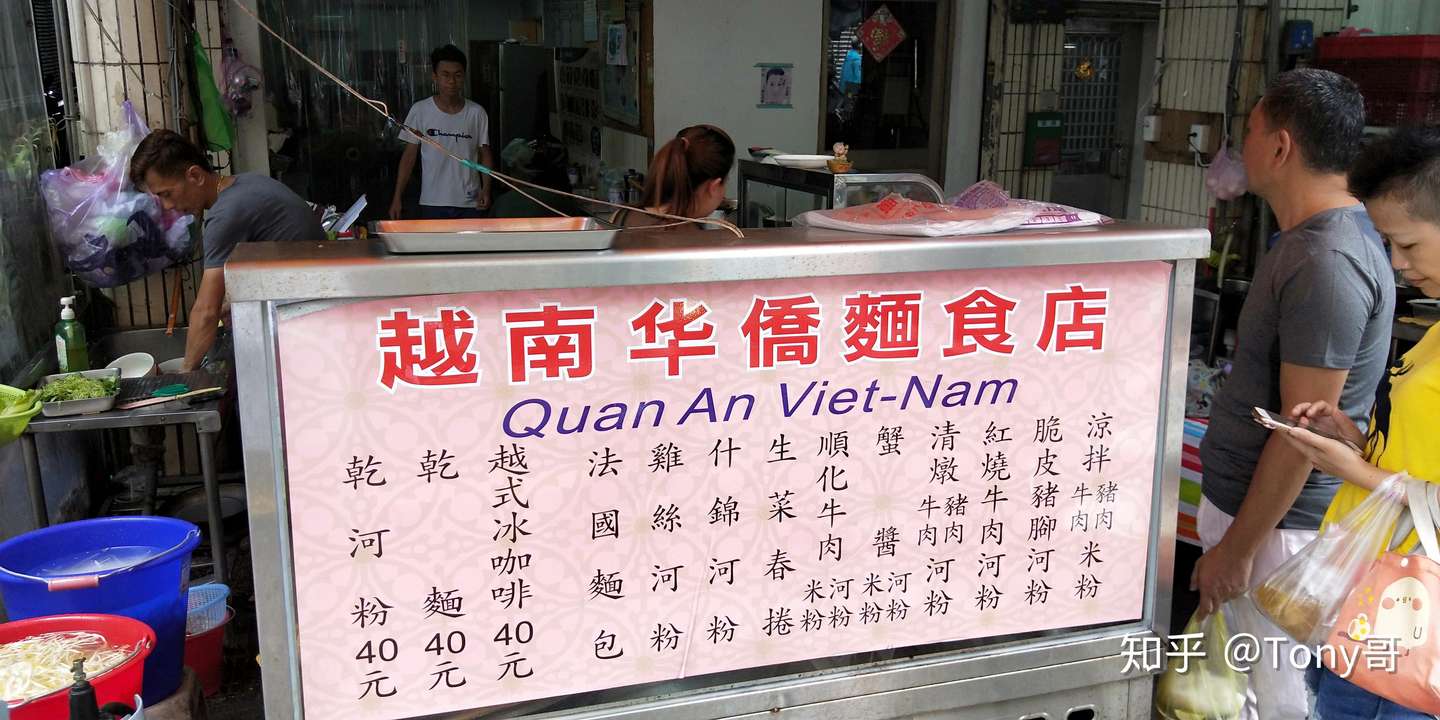 Champion
越南华僑麵食店
Quan An Viet-Nam
涼拌豬肉牛肉米粉
脆皮豬腳河粉
紅燒牛肉河粉
清燉豬肉牛肉河粉
蟹醬河粉米粉
順化牛肉河粉米粉
生菜春捲
什錦河粉
雞絲河粉
法國麵包
越式冰咖啡40元
乾麵40元
乾河粉40元
知乎 @Tony哥